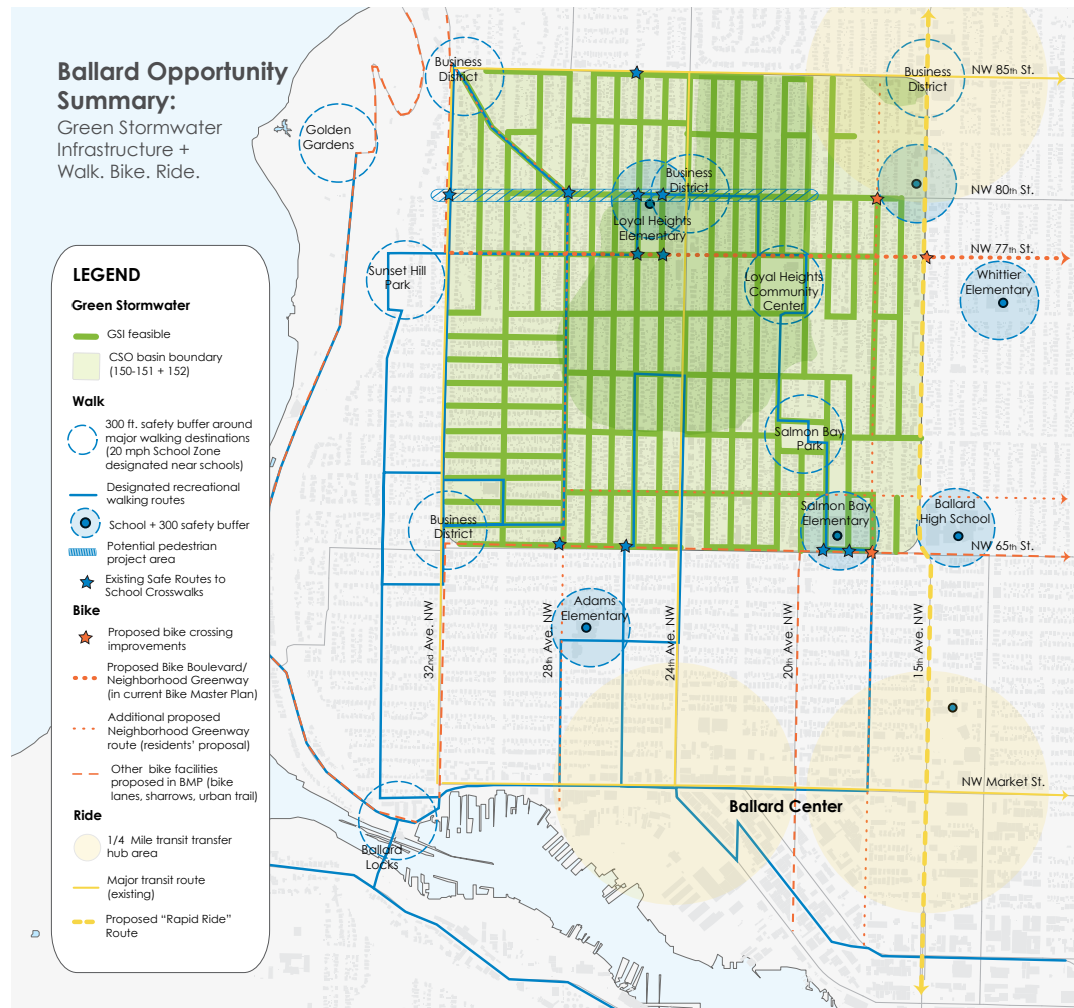 Ballard Opportunity
Summary:
Green Stormwater
Infrastructure +
Walk. Bike. Ride.
LEGEND
Green Stormwater
GSI feasible
CSO basin boundary
(150-151 + 152)
Walk
300 ft. safety buffer around
major walking destinations
(20 mph School Zone
designated near schools)
Designated recreational
walking routes
School + 300 safety buffer
Potential pedestrian
project area
Existing Safe Routes to
School Crosswalks
Bike
Proposed bike crossing
improvements
Proposed Bike Boulevard/
Neighborhood Greenway
(in current Bike Master Plan)
Additional proposed
Neighborhood Greenway
route (residents' proposal)
Other bike facilities
proposed in BMP (bike
lanes, sharrows, urban trail)
Ride
1/4 Mile transit transfer
hub area
Major transit route
(existing)
Proposed "Rapid Ride"
Route
Business
District
Business
District
NW 85th St.
Golden
Gardens
Business
District
NW 80th St.
Loyal Heights
Elementary
NW 77th St.
Sunset Hill
Park
Loyal Heights
Community
Center
Whittier
Elementary
Salmon Bay
Park
Business
District
Salmon Bay
Elementary
Ballard
High School
NW 65th St.
Adams
Elementary
32nd Ave. NW
28th Ave. NW
24th Ave. NW
20th Ave. NW
15th Ave. NW
NW Market St.
Ballard Center
Ballard
Locks